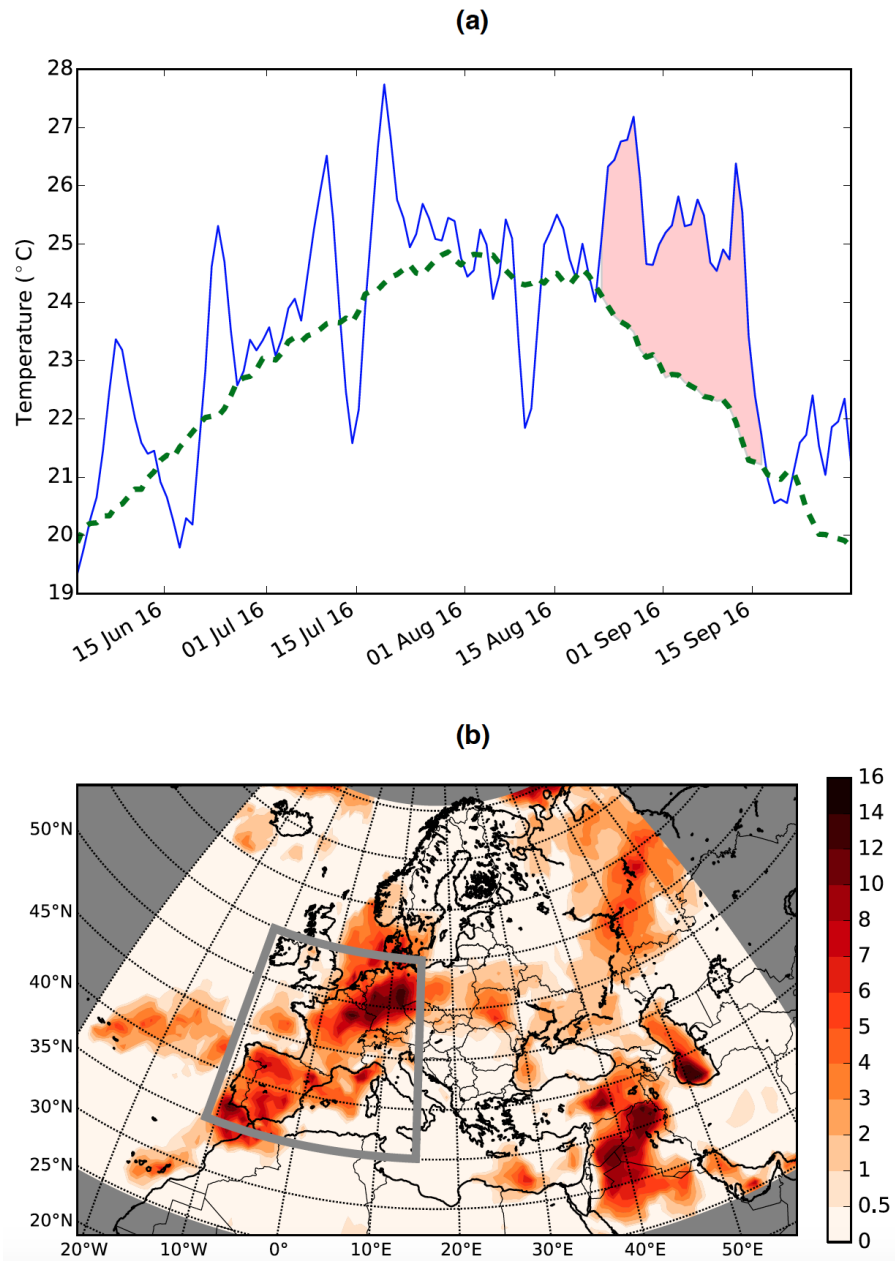 (a)
Temperature (°C)
28
27
26
25
24
23
22
21
20
19
15 Jun 16
01 Jul 16
15 Jul 16
01 Aug 16
15 Aug 16
01 Sep 16
15 Sep 16
(b)
50°N
45°N
40°N
35°N
30°N
25°N
20°N
20°W
10°W
0°
10°E
20°E
30°E
40°E
50°E
16
14
12
10
8
7
6
5
4
3
2
1
0.5
0